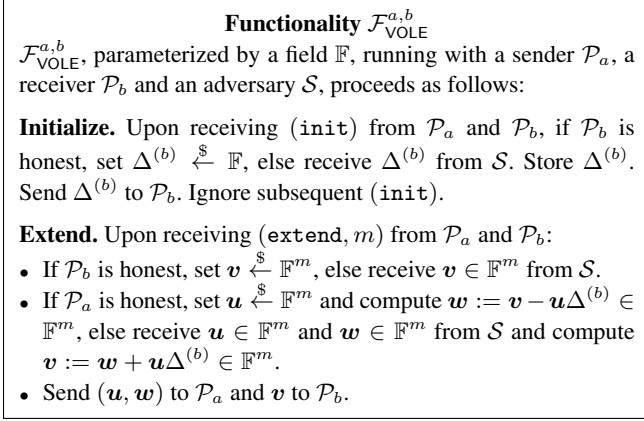 Functionality $\mathcal{F}_{\mathsf{VOLE}}^{a,b}$
$\mathcal{F}_{\mathsf{VOLE}}^{a,b}$, parameterized by a field $\mathbb{F}$, running with a sender $\mathcal{P}_a$, a
receiver $\mathcal{P}_b$ and an adversary $\mathcal{S}$, proceeds as follows:
Initialize. Upon receiving (init) from $\mathcal{P}_a$ and $\mathcal{P}_b$, if $\mathcal{P}_b$ is
honest, set $\Delta^{(b)} \xleftarrow{\$} \mathbb{F}$, else receive $\Delta^{(b)}$ from $\mathcal{S}$. Store $\Delta^{(b)}$.
Send $\Delta^{(b)}$ to $\mathcal{P}_b$. Ignore subsequent (init).
Extend. Upon receiving (extend, $m$) from $\mathcal{P}_a$ and $\mathcal{P}_b$:
• If $\mathcal{P}_b$ is honest, set $\boldsymbol{v} \xleftarrow{\$} \mathbb{F}^m$, else receive $\boldsymbol{v} \in \mathbb{F}^m$ from $\mathcal{S}$.
• If $\mathcal{P}_a$ is honest, set $\boldsymbol{u} \xleftarrow{\$} \mathbb{F}^m$ and compute $\boldsymbol{w} := \boldsymbol{v} - \boldsymbol{u}\Delta^{(b)} \in$
$\mathbb{F}^m$, else receive $\boldsymbol{u} \in \mathbb{F}^m$ and $\boldsymbol{w} \in \mathbb{F}^m$ from $\mathcal{S}$ and compute
$\boldsymbol{v} := \boldsymbol{w} + \boldsymbol{u}\Delta^{(b)} \in \mathbb{F}^m$.
• Send $(\boldsymbol{u}, \boldsymbol{w})$ to $\mathcal{P}_a$ and $\boldsymbol{v}$ to $\mathcal{P}_b$.